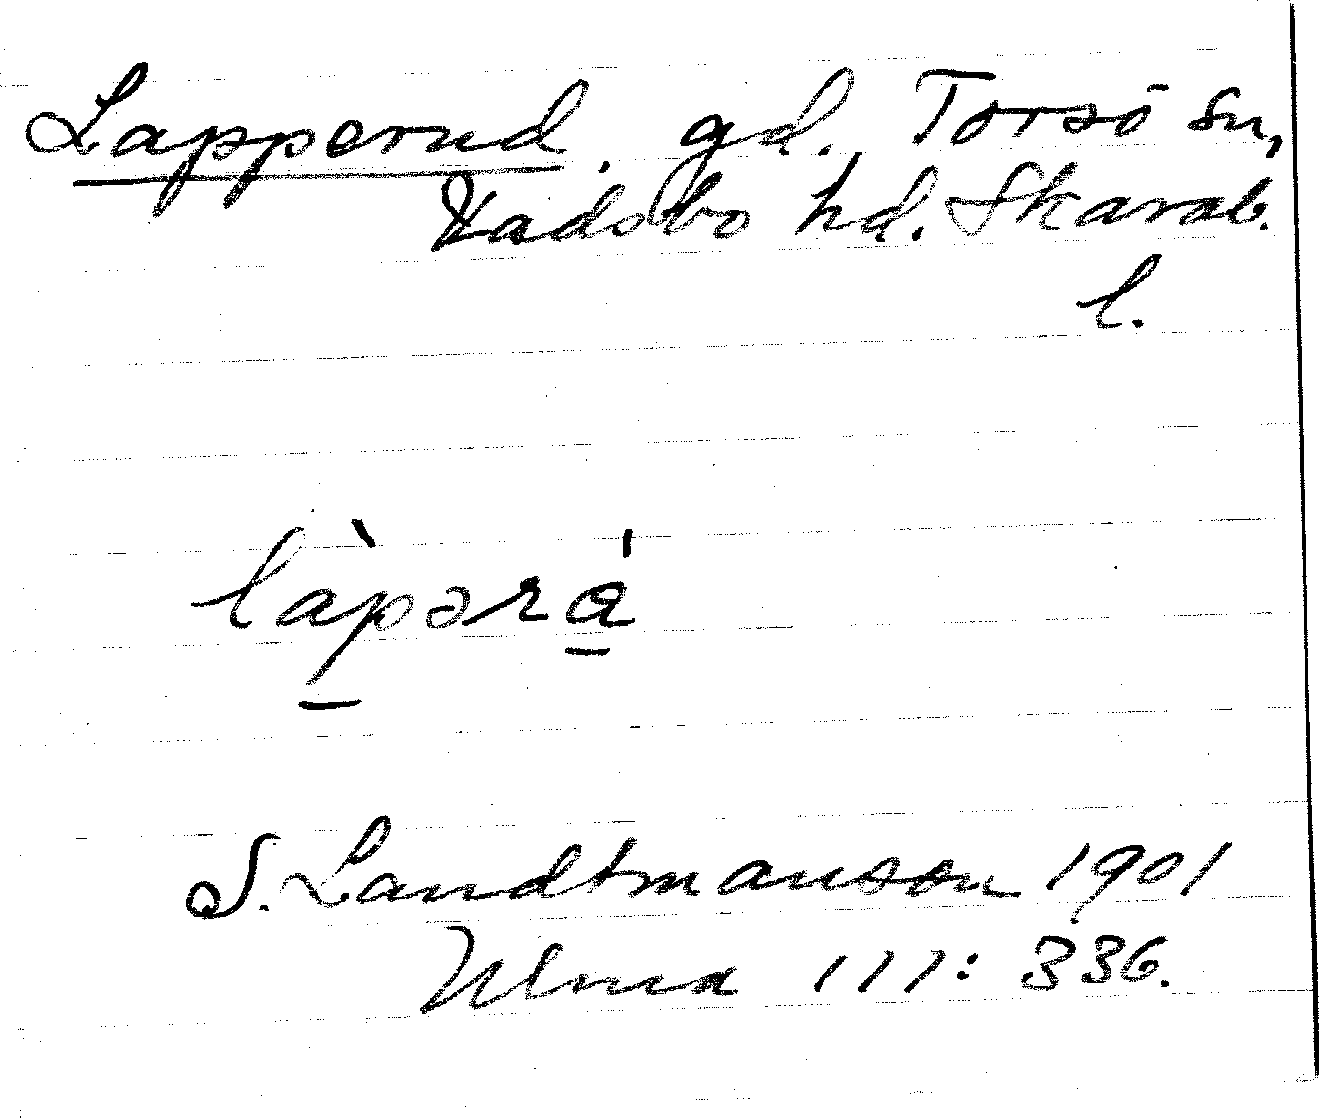 Lapperud. gd. Torsö sn,
Vadsbo hd. Skarab.
l.
làpərá
S. Landtmanson 1901
Ulma 111: 336.